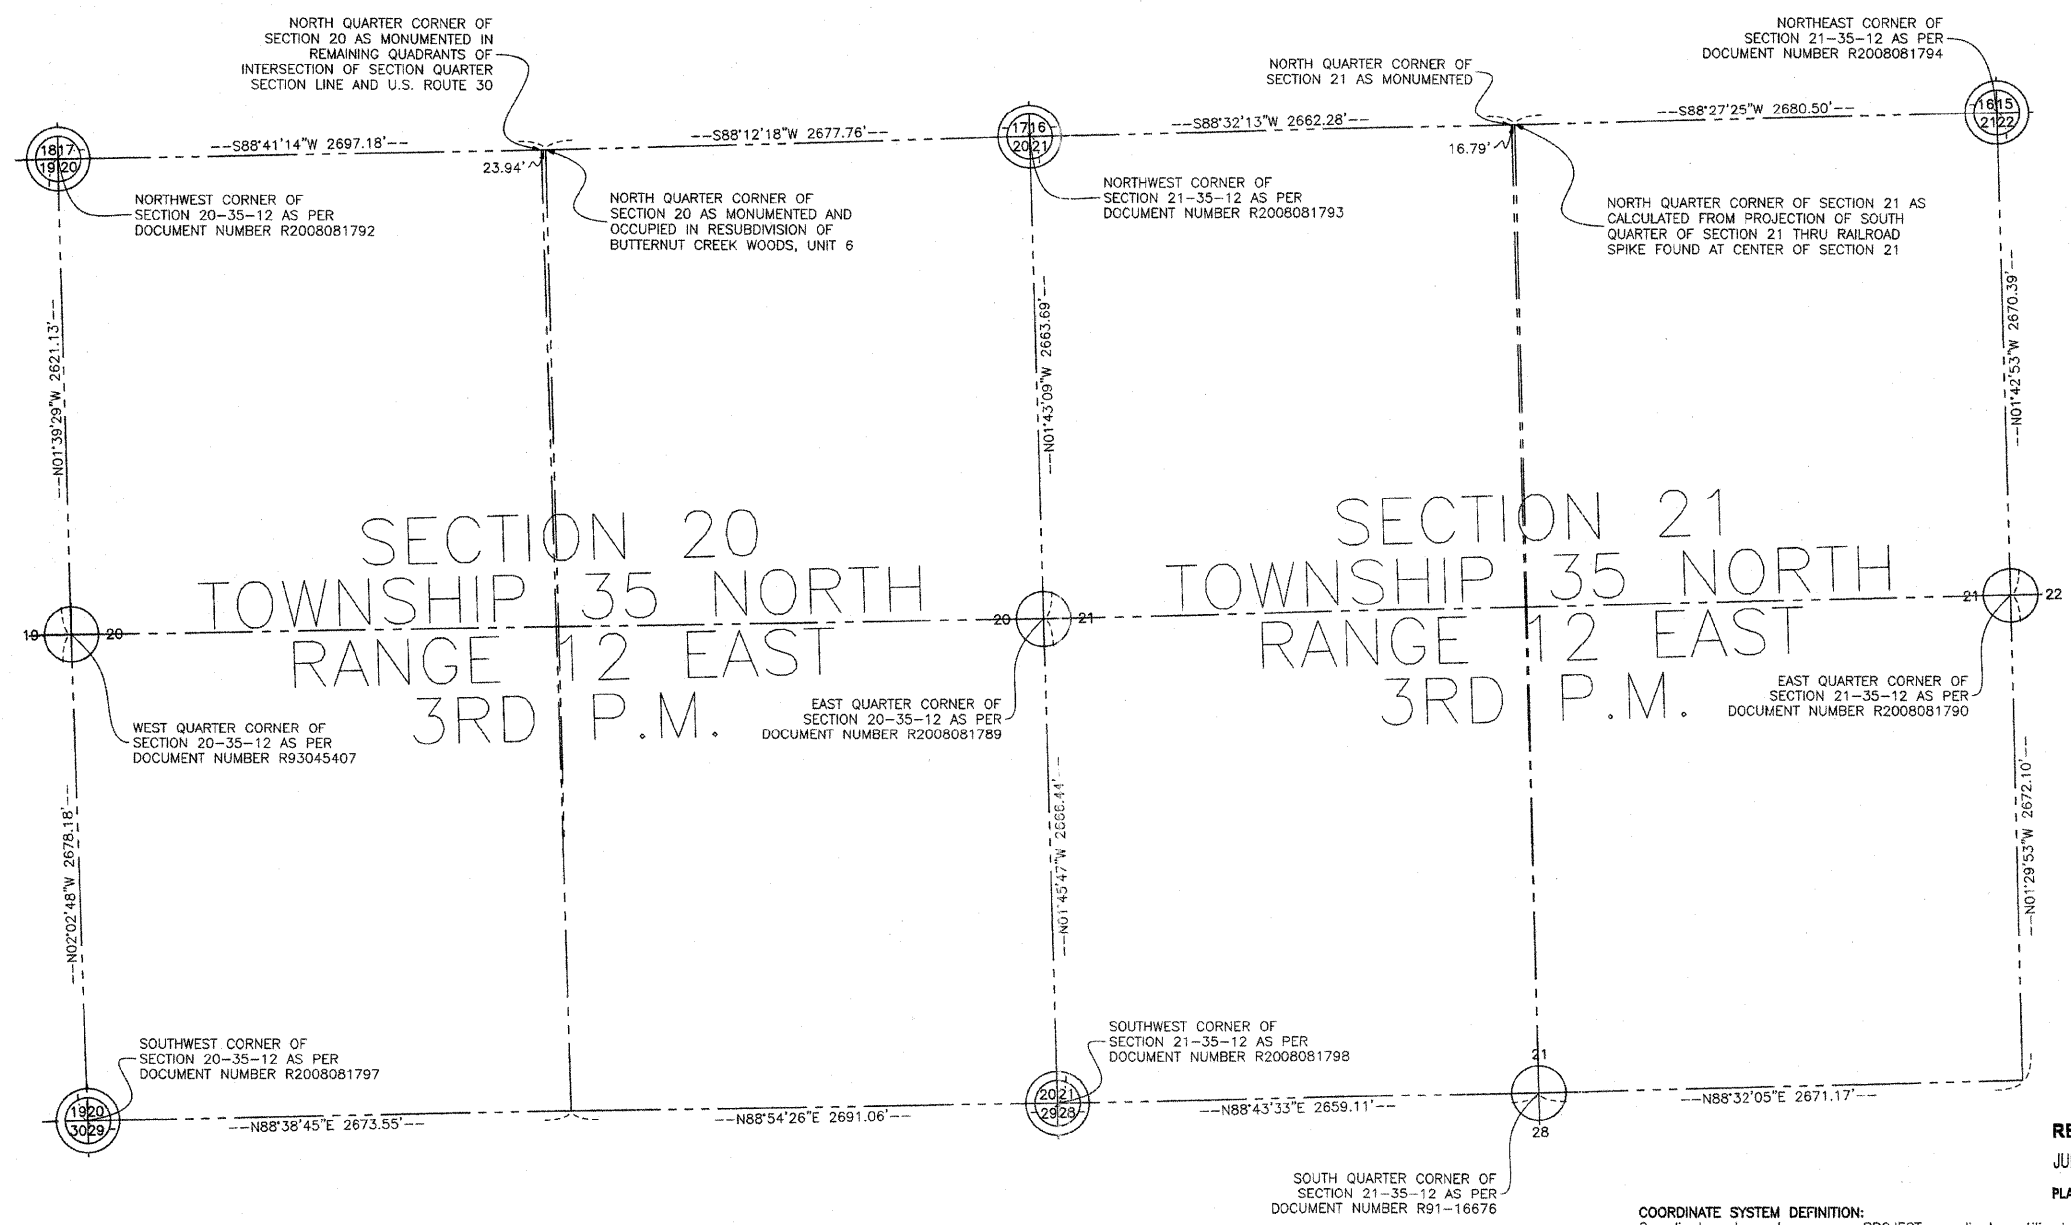 NORTH QUARTER CORNER OF
SECTION 20 AS MONUMENTED IN
REMAINING QUADRANTS OF
INTERSECTION OF SECTION QUARTER
SECTION LINE AND U.S. ROUTE 30
NORTH QUARTER CORNER OF
SECTION 21 AS MONUMENTED
NORTHEAST CORNER OF
SECTION 21-35-12 AS PER
DOCUMENT NUMBER R2008081794
18 17
19 20
---S88°41'14"W 2697.18'---
23.94'
---S88°12'18"W 2677.76'---
17 16
20 21
---S88°32'13"W 2662.28'---
16.79'
---S88°27'25"W 2680.50'---
16 15
21 22
NORTHWEST CORNER OF
SECTION 20-35-12 AS PER
DOCUMENT NUMBER R2008081792
NORTH QUARTER CORNER OF
SECTION 20 AS MONUMENTED AND
OCCUPIED IN RESUBDIVISION OF
BUTTERNUT CREEK WOODS, UNIT 6
NORTHWEST CORNER OF
SECTION 21-35-12 AS PER
DOCUMENT NUMBER R2008081793
NORTH QUARTER CORNER OF SECTION 21 AS
CALCULATED FROM PROJECTION OF SOUTH
QUARTER OF SECTION 21 THRU RAILROAD
SPIKE FOUND AT CENTER OF SECTION 21
---N01°39'29"W 2621.13'---
---N01°43'09"W 2663.69'---
---N01°42'53"W 2670.39'---
SECTION 20
TOWNSHIP 35 NORTH
RANGE 12 EAST
3RD P.M.
SECTION 21
TOWNSHIP 35 NORTH
RANGE 12 EAST
3RD P.M.
19 20
20 21
21 22
WEST QUARTER CORNER OF
SECTION 20-35-12 AS PER
DOCUMENT NUMBER R93045407
EAST QUARTER CORNER OF
SECTION 20-35-12 AS PER
DOCUMENT NUMBER R2008081789
EAST QUARTER CORNER OF
SECTION 21-35-12 AS PER
DOCUMENT NUMBER R2008081790
---N02°02'48"W 2678.18'---
---N01°45'47"W 2666.44'---
---N01°29'53"W 2672.10'---
SOUTHWEST CORNER OF
SECTION 20-35-12 AS PER
DOCUMENT NUMBER R2008081797
SOUTHWEST CORNER OF
SECTION 21-35-12 AS PER
DOCUMENT NUMBER R2008081798
19 20
30 29
---N88°38'45"E 2673.55'---
---N88°54'26"E 2691.06'---
20 21
29 28
---N88°43'33"E 2659.11'---
21
28
---N88°32'05"E 2671.17'---
SOUTH QUARTER CORNER OF
SECTION 21-35-12 AS PER
DOCUMENT NUMBER R91-16676
RE
JU
PLA
COORDINATE SYSTEM DEFINITION: